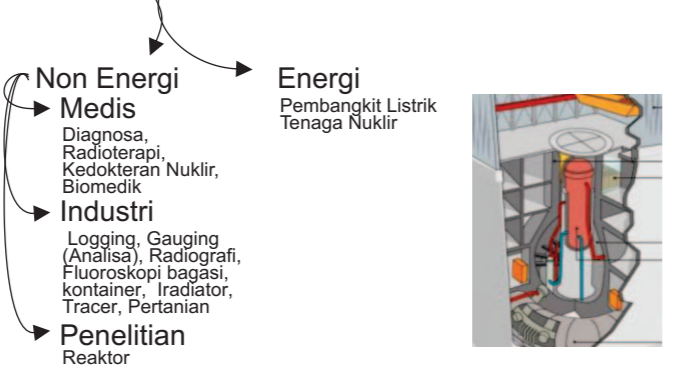 Non Energi
Medis
Diagnosa,
Radioterapi,
Kedokteran Nuklir,
Biomedik
Industri
Logging, Gauging
(Analisa), Radiografi,
Fluoroskopi bagasi,
kontainer, Iradiator,
Tracer, Pertanian
Penelitian
Reaktor
Energi
Pembangkit Listrik
Tenaga Nuklir